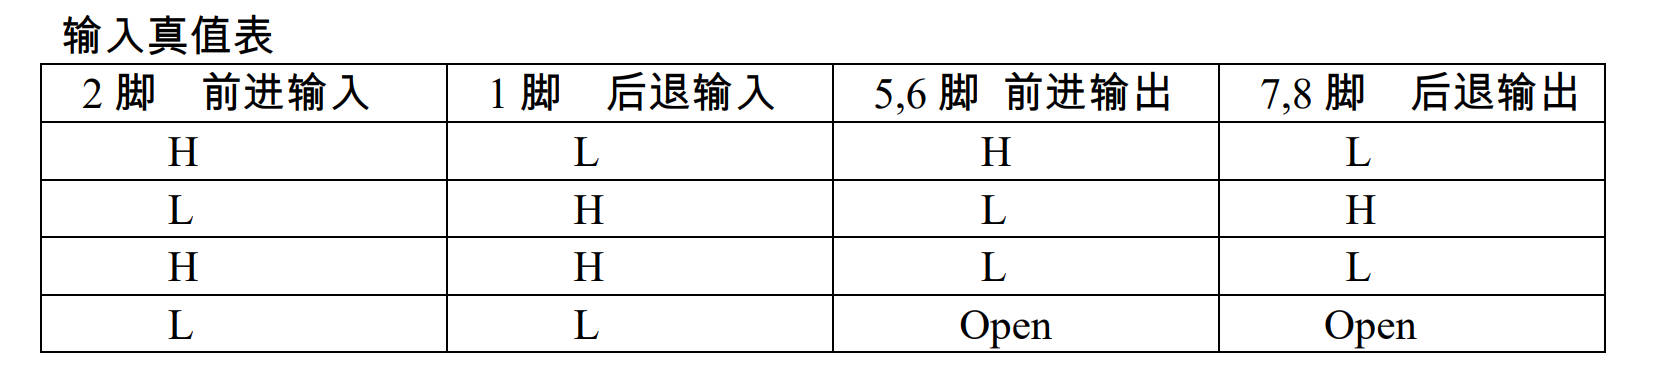 输入真值表
2 脚 前进输入 1 脚 后退输入 5,6 脚 前进输出 7,8 脚 后退输出
H L H L
L H L H
H H L L
L L Open Open